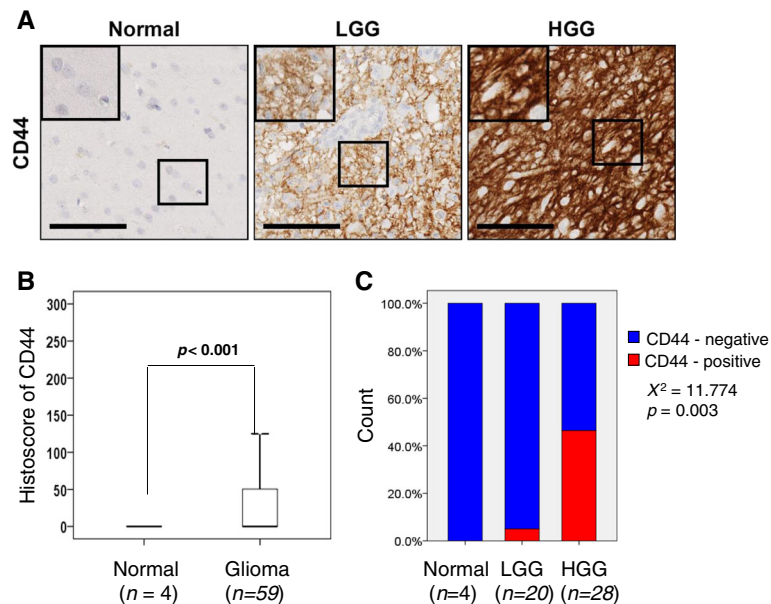 A
Normal
LGG
HGG
CD44
B
Histoscore of CD44
300
250
200
150
100
50
0
p< 0.001
Normal
(n = 4)
Glioma
(n=59)
C
Count
100.0%
80.0%
60.0%
40.0%
20.0%
0.0%
Normal
(n=4)
LGG
(n=20)
HGG
(n=28)
CD44 - negative
CD44 - positive
X² = 11.774
p = 0.003